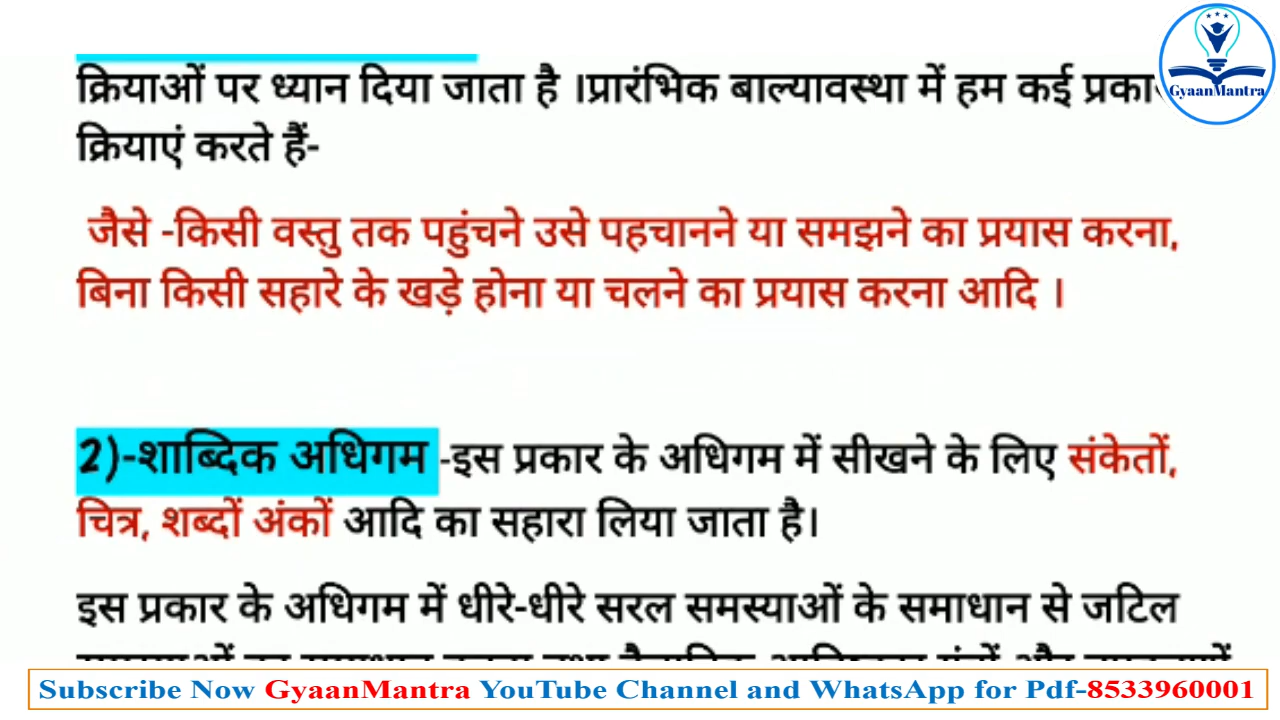 GyaanMantra
क्रियाओं पर ध्यान दिया जाता है ।प्रारंभिक बाल्यावस्था में हम कई
क्रियाएं करते हैं-
जैसे -किसी वस्तु तक पहुंचने उसे पहचानने या समझने का प्रयास करना,
बिना किसी सहारे के खड़े होना या चलने का प्रयास करना आदि ।
2)-शाब्दिक अधिगम -इस प्रकार के अधिगम में सीखने के लिए संकेतों,
चित्र, शब्दों अंकों आदि का सहारा लिया जाता है।
इस प्रकार के अधिगम में धीरे-धीरे सरल समस्याओं के समाधान से जटिल
Subscribe Now GyaanMantra YouTube Channel and WhatsApp for Pdf-8533960001